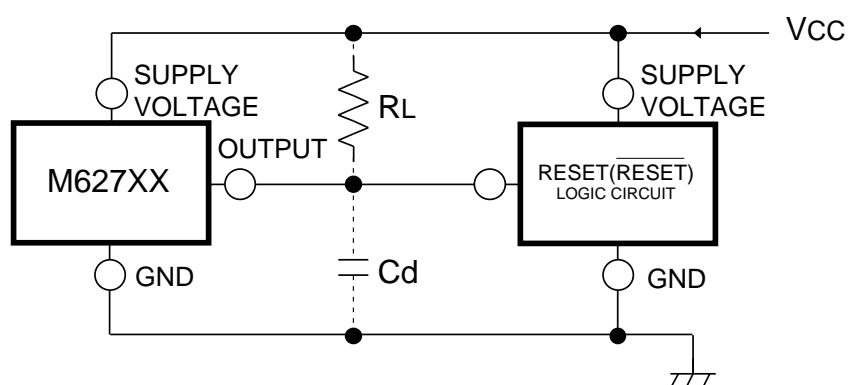 VCC
SUPPLY
VOLTAGE
SUPPLY
VOLTAGE
RL
OUTPUT
M627XX
RESET(RESET)
LOGIC CIRCUIT
GND
Cd
GND